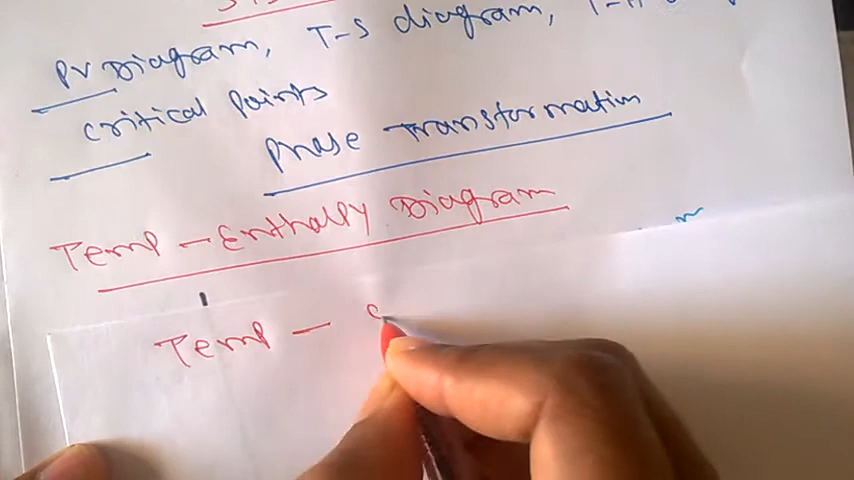 PV Diagram, T-S diagram,
critical points
Phase Transformation
Temp - Enthalpy Diagram
Temp -